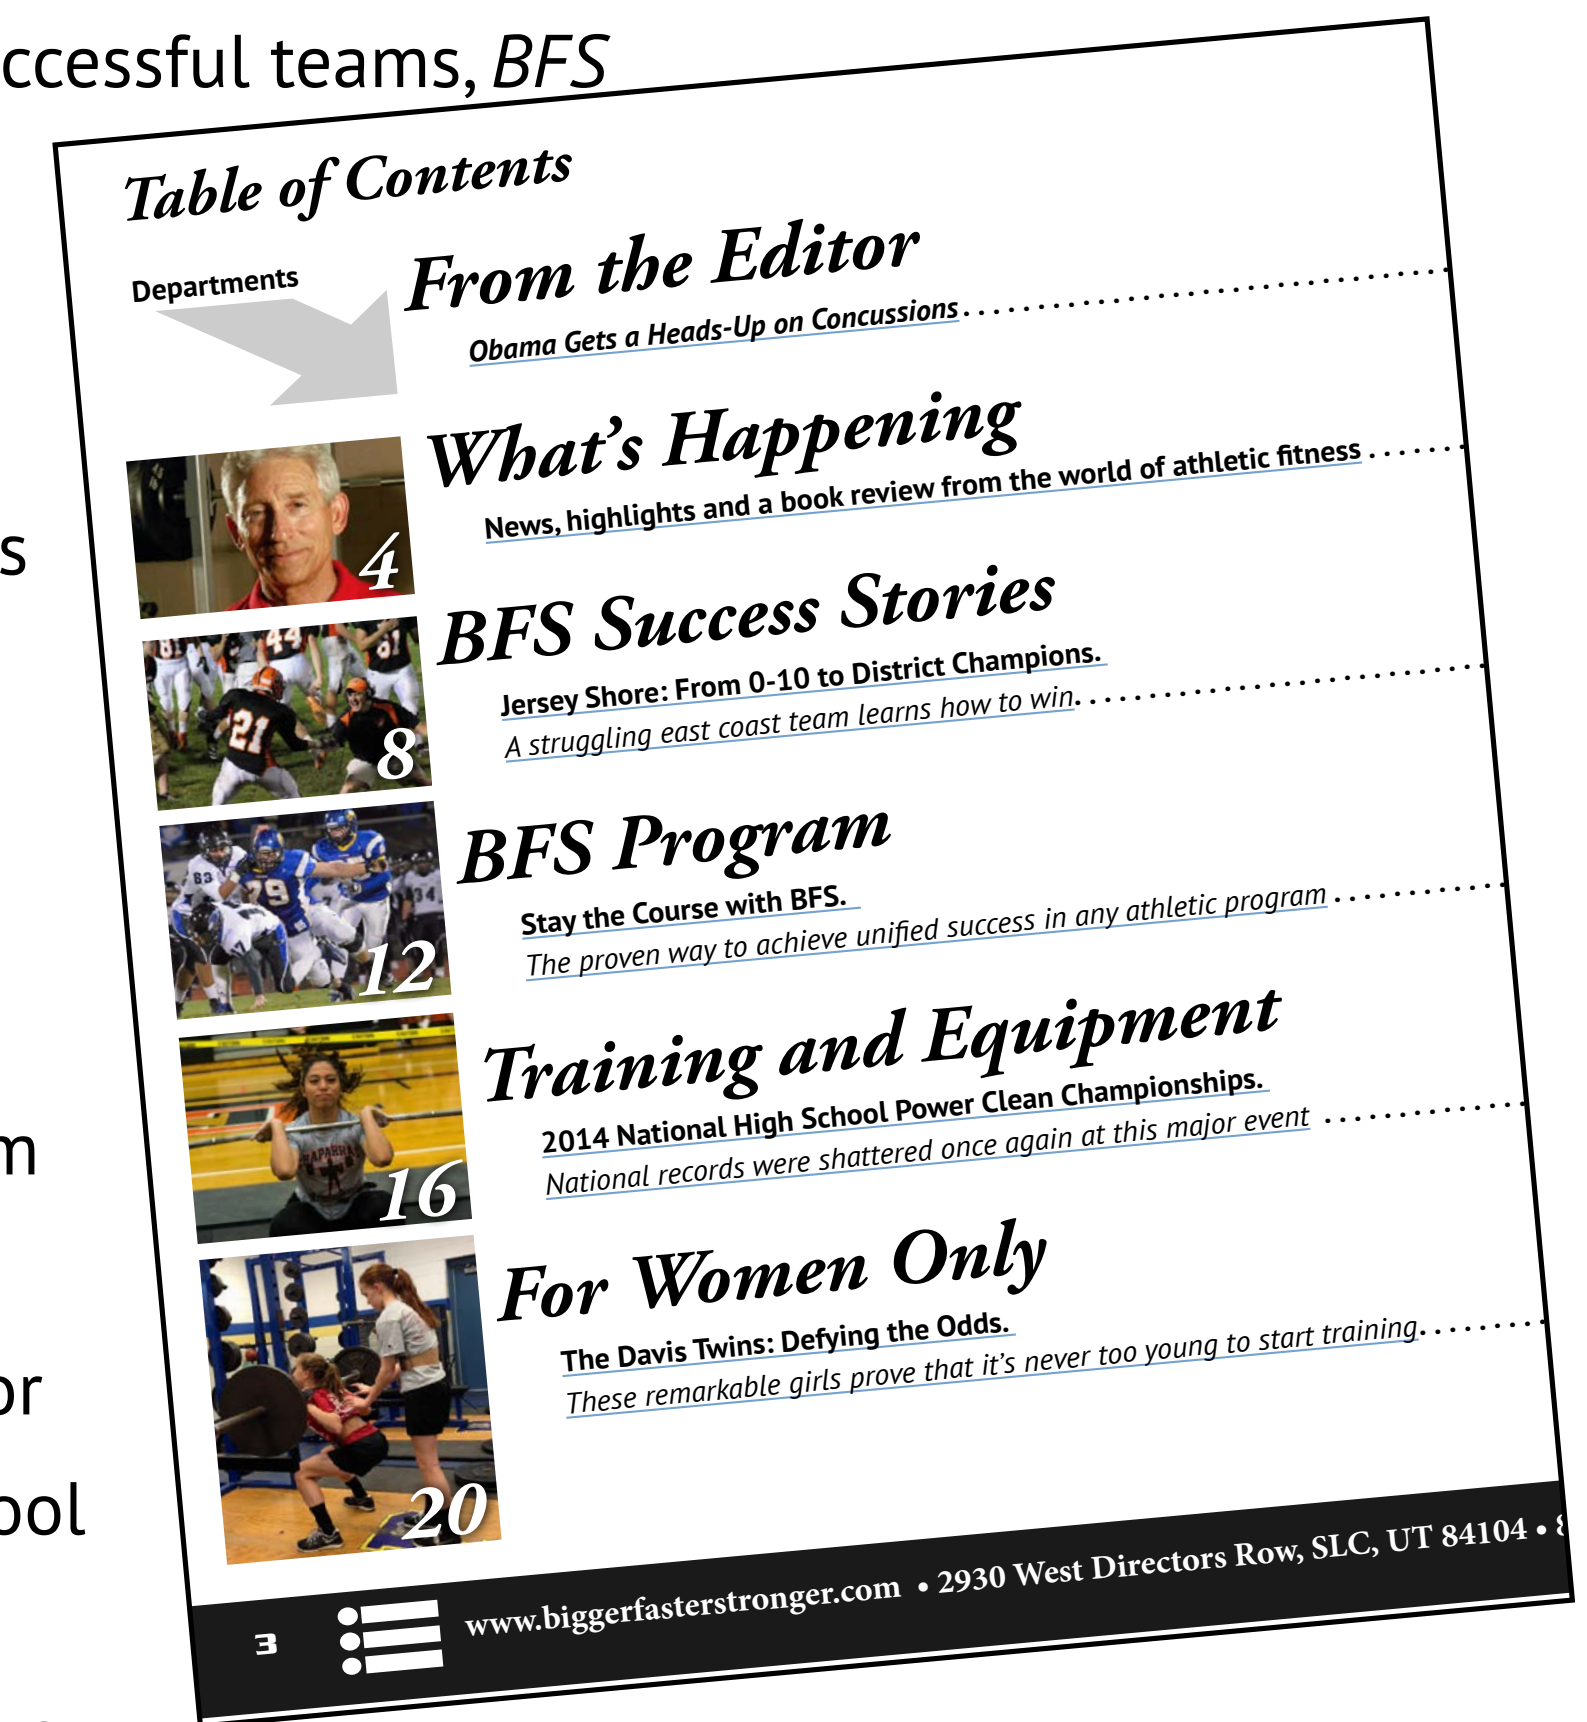 ccessful teams, BFS
s
m
or
ool
Table of Contents
Departments
From the Editor
Obama Gets a Heads-Up on Concussions
What's Happening
News, highlights and a book review from the world of athletic fitness
4
BFS Success Stories
Jersey Shore: From 0-10 to District Champions.
A struggling east coast team learns how to win
44
81
21
8
BFS Program
Stay the Course with BFS.
The proven way to achieve unified success in any athletic program
63
79
34
12
Training and Equipment
2014 National High School Power Clean Championships.
National records were shattered once again at this major event
16
For Women Only
The Davis Twins: Defying the Odds.
These remarkable girls prove that it's never too young to start training
20
3 www.biggerfasterstronger.com • 2930 West Directors Row, SLC, UT 84104 •